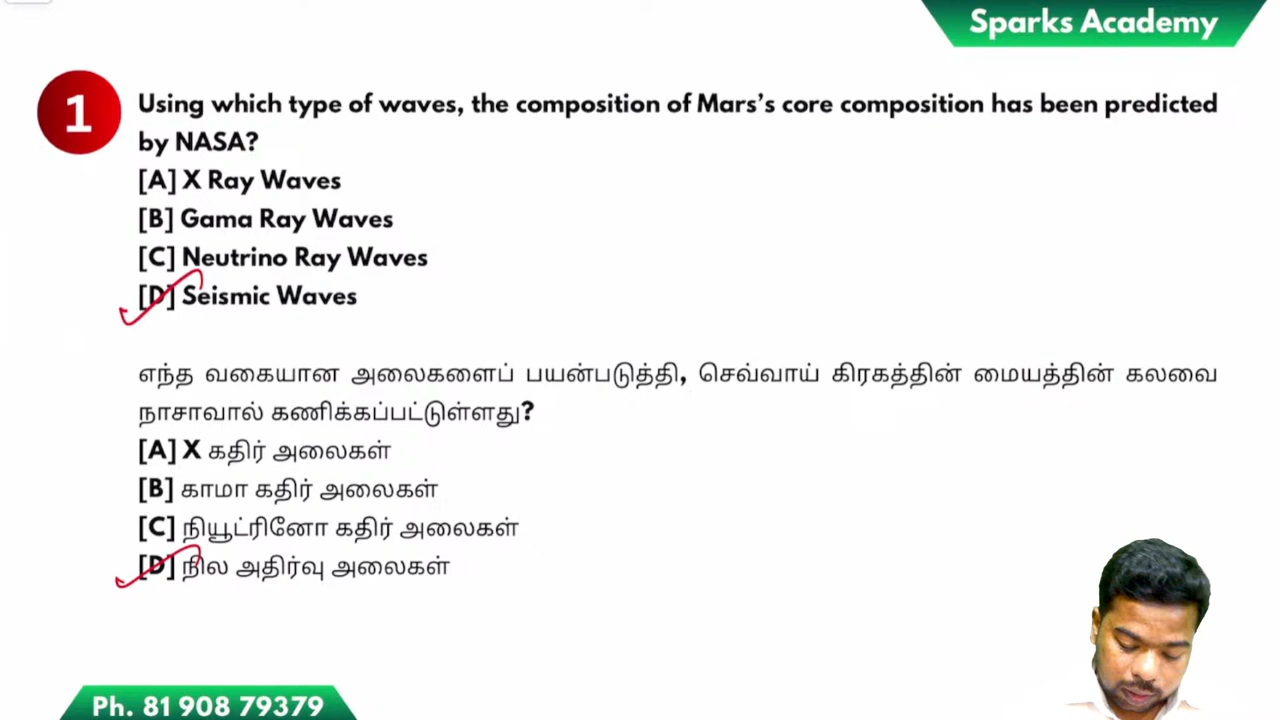 Sparks Academy
1
Using which type of waves, the composition of Mars's core composition has been predicted
by NASA?
[A] X Ray Waves
[B] Gama Ray Waves
[C] Neutrino Ray Waves
[D] Seismic Waves
எந்த வகையான அலைகளைப் பயன்படுத்தி, செவ்வாய் கிரகத்தின் மையத்தின் கலவை
நாசாவால் கணிக்கப்பட்டுள்ளது?
[A] X கதிர் அலைகள்
[B] காமா கதிர் அலைகள்
[C] நியூட்ரினோ கதிர் அலைகள்
[D] நில அதிர்வு அலைகள்
Ph. 81 908 79379